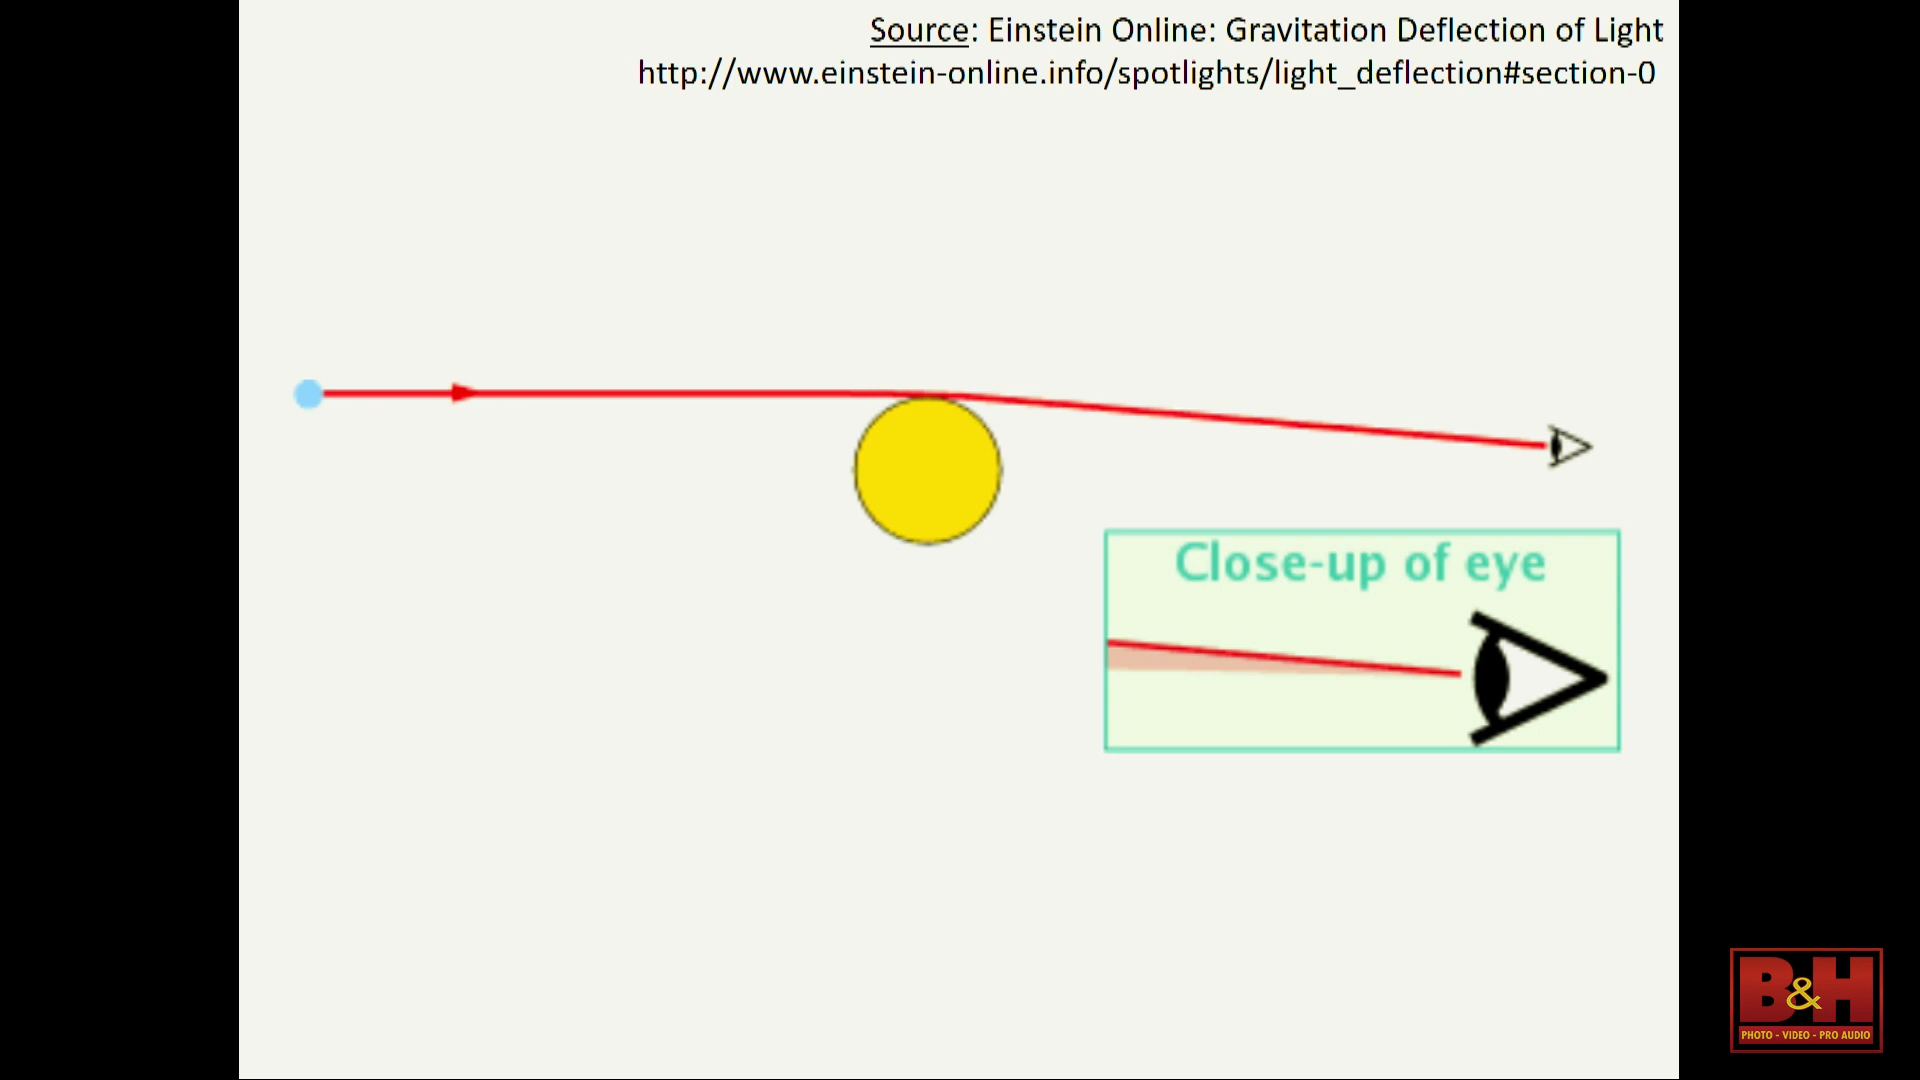 Source: Einstein Online: Gravitation Deflection of Light
http://www.einstein-online.info/spotlights/light_deflection#section-0
Close-up of eye
B&H
PHOTO - VIDEO - PRO AUDIO